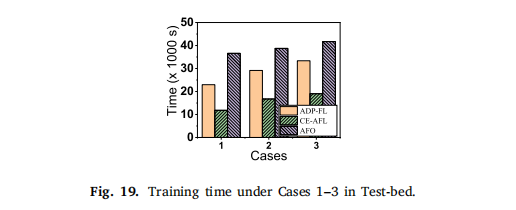 50
40
30
20
10
0
Time (x 1000 s)
ADP-FL
CE-AFL
AFO
1 2 3
Cases
Fig. 19. Training time under Cases 1–3 in Test-bed.